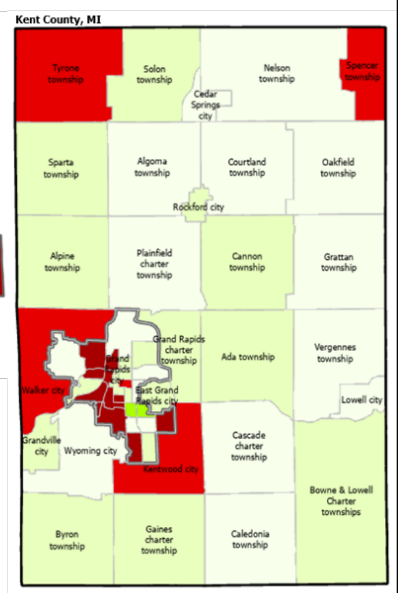 Kent County, MI
Tyrone
township
Solon
township
Nelson
township
Spencer
township
Cedar
Springs
city
Sparta
township
Algoma
township
Courtland
township
Oakfield
township
Rockford city
Alpine
township
Plainfield
charter
township
Cannon
township
Grattan
township
Grand
Rapids
city
Grand Rapids
charter
township
Ada township
Vergennes
township
Walker city
East Grand
Rapids city
Lowell city
Grandville
city
Wyoming city
Kentwood city
Cascade
charter
township
Bowne & Lowell
Charter
townships
Byron
township
Gaines
charter
township
Caledonia
township